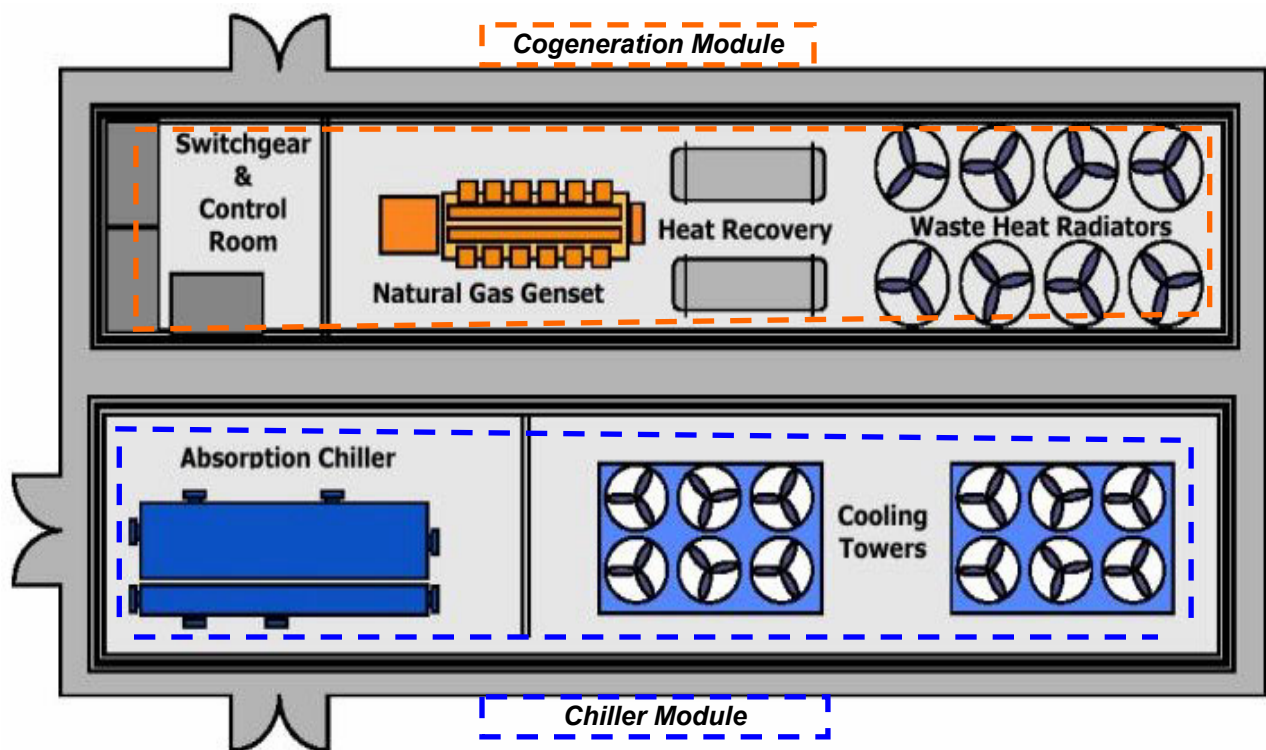 Cogeneration Module
Switchgear
&
Control
Room
Natural Gas Genset
Heat Recovery
Waste Heat Radiators
Absorption Chiller
Cooling
Towers
Chiller Module